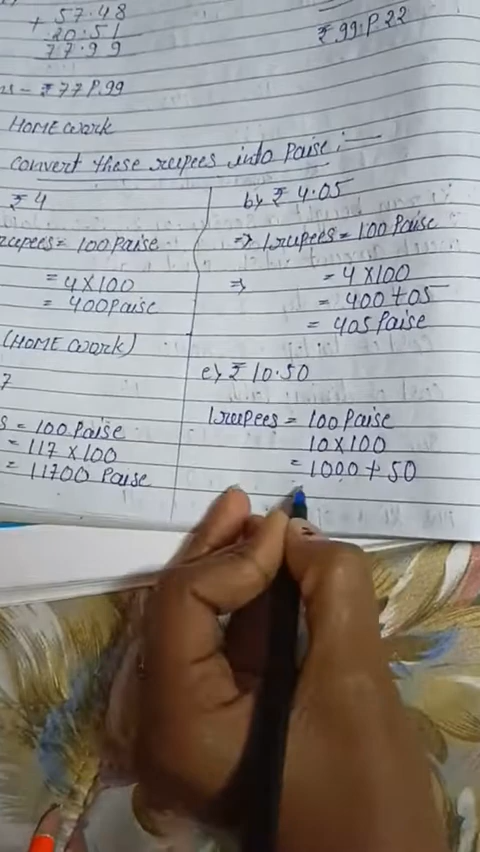 + 57.48
20.51
77.99
₹ 99.P.22
₹77P.99
HOME work
convert these rupees into Paise :—
₹4
rupees = 100 Paise
= 4 X 100
= 400 Paise
b) ₹ 4.05
=> 1 rupees = 100 Paise
=> = 4 X 100
= 400 + 05
= 405 Paise
(HOME work)
7
s = 100 Paise
= 117 X 100
= 11700 Paise
e) ₹ 10.50
1 rupees = 100 Paise
10 X 100
= 1000 + 50